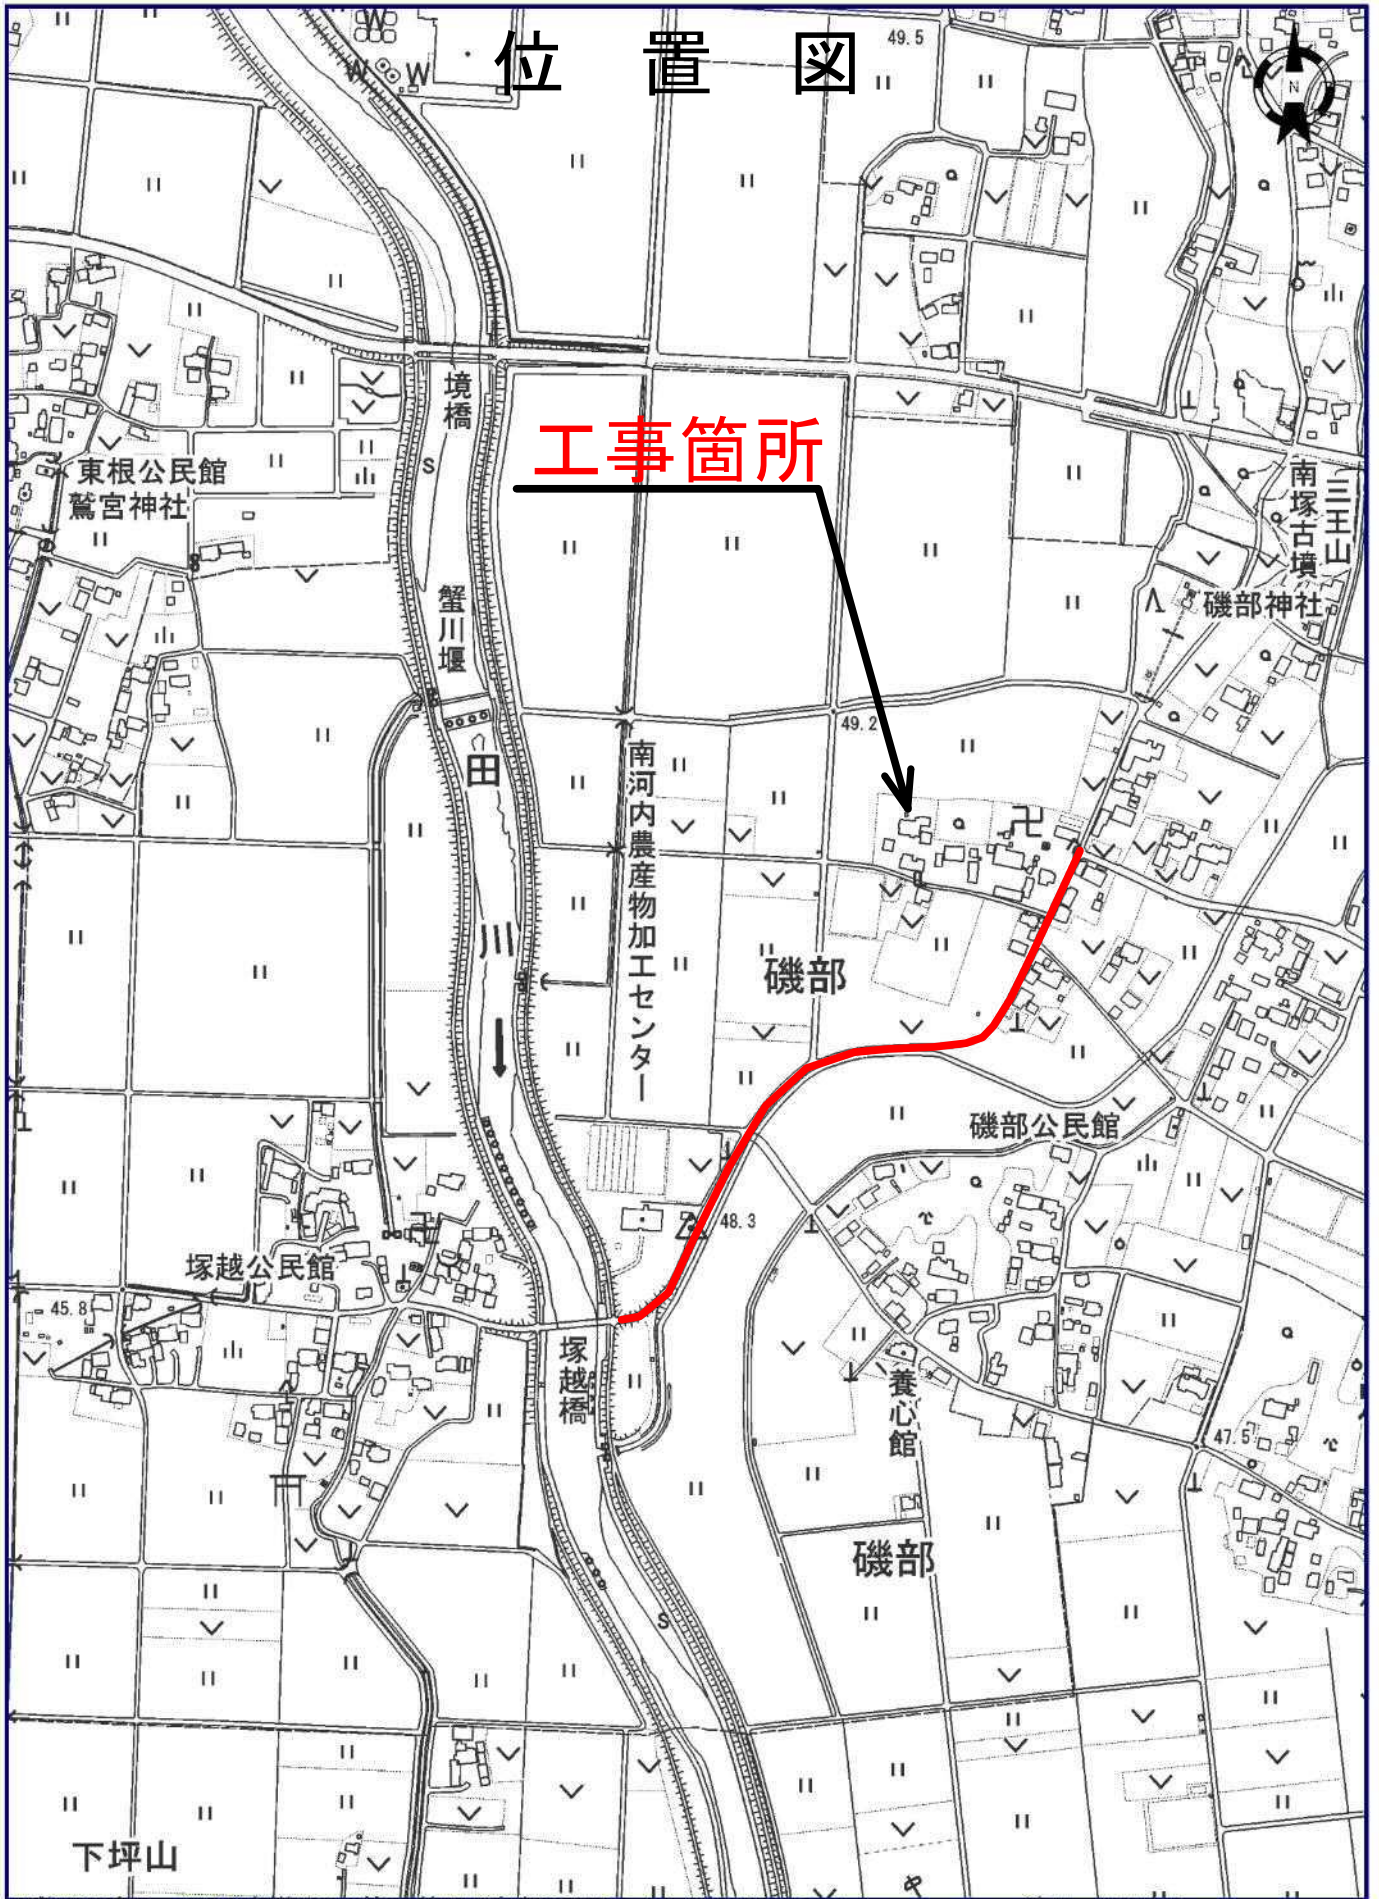 位置図
49.5
N
W
W
W
境橋
S
工事箇所
東根公民館
鷲宮神社
三王山
南塚古墳
磯部神社
蟹川堰
49.2
田
川
南河内農産物加工センター
磯部
磯部公民館
48.3
塚越公民館
45.8
塚越橋
養心館
47.5
磯部
S
下坪山